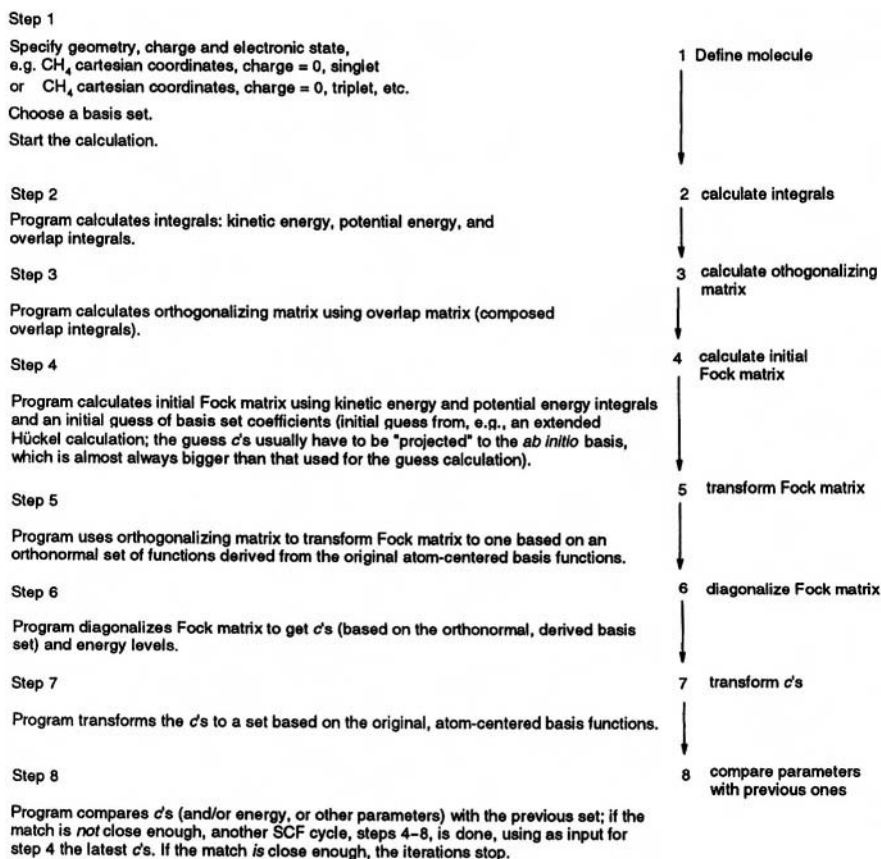 Step 1
Specify geometry, charge and electronic state,
e.g. CH₄ cartesian coordinates, charge = 0, singlet
or CH₄ cartesian coordinates, charge = 0, triplet, etc.
Choose a basis set.
Start the calculation.
1 Define molecule
Step 2
Program calculates integrals: kinetic energy, potential energy, and
overlap integrals.
2 calculate integrals
Step 3
Program calculates orthogonalizing matrix using overlap matrix (composed
overlap integrals).
3 calculate othogonalizing
matrix
Step 4
Program calculates initial Fock matrix using kinetic energy and potential energy integrals
and an initial guess of basis set coefficients (initial guess from, e.g., an extended
Hückel calculation; the guess c's usually have to be "projected" to the ab initio basis,
which is almost always bigger than that used for the guess calculation).
4 calculate initial
Fock matrix
Step 5
Program uses orthogonalizing matrix to transform Fock matrix to one based on an
orthonormal set of functions derived from the original atom-centered basis functions.
5 transform Fock matrix
Step 6
Program diagonalizes Fock matrix to get c's (based on the orthonormal, derived basis
set) and energy levels.
6 diagonalize Fock matrix
Step 7
Program transforms the c's to a set based on the original, atom-centered basis functions.
7 transform c's
Step 8
Program compares c's (and/or energy, or other parameters) with the previous set; if the
match is not close enough, another SCF cycle, steps 4–8, is done, using as input for
step 4 the latest c's. If the match is close enough, the iterations stop.
8 compare parameters
with previous ones